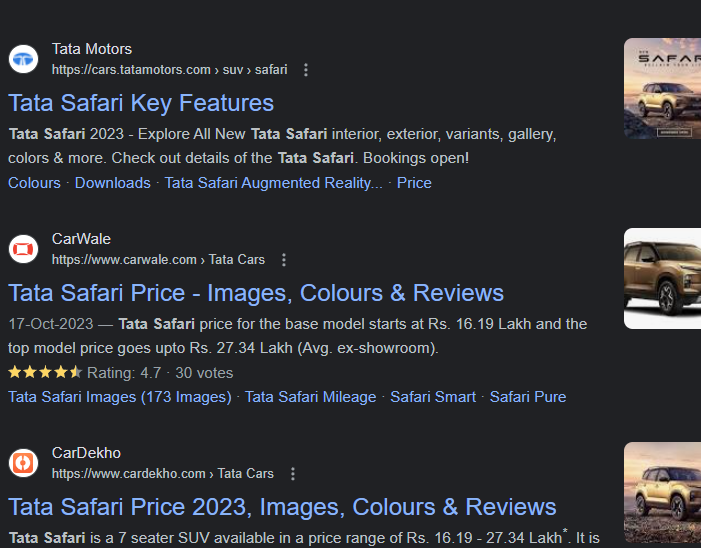 Tata Motors
https://cars.tatamotors.com › suv › safari
Tata Safari Key Features
Tata Safari 2023 - Explore All New Tata Safari interior, exterior, variants, gallery,
colors & more. Check out details of the Tata Safari. Bookings open!
Colours · Downloads · Tata Safari Augmented Reality... · Price
SAFAR
CarWale
https://www.carwale.com › Tata Cars
Tata Safari Price - Images, Colours & Reviews
17-Oct-2023 — Tata Safari price for the base model starts at Rs. 16.19 Lakh and the
top model price goes upto Rs. 27.34 Lakh (Avg. ex-showroom).
Rating: 4.7 · 30 votes
Tata Safari Images (173 Images) · Tata Safari Mileage · Safari Smart · Safari Pure
CarDekho
https://www.cardekho.com › Tata Cars
Tata Safari Price 2023, Images, Colours & Reviews
Tata Safari is a 7 seater SUV available in a price range of Rs. 16.19 - 27.34 Lakh*. It is